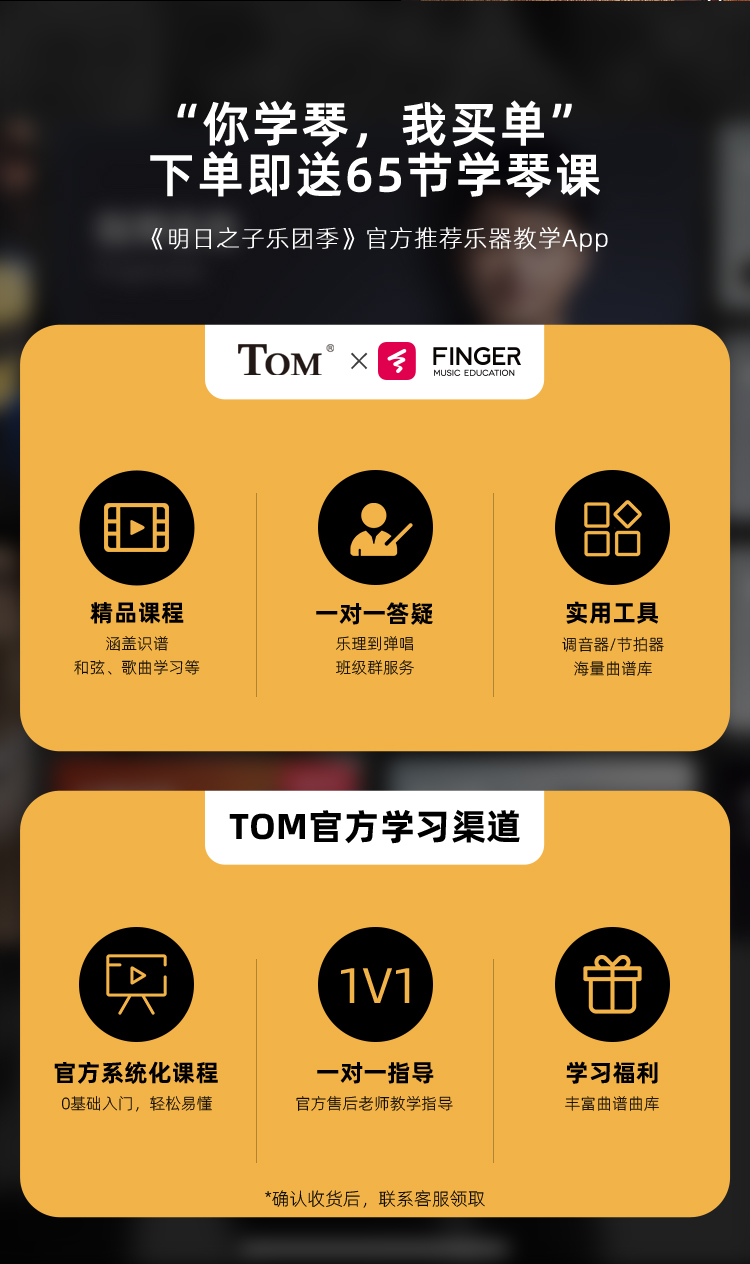 “你学琴，我买单”
下单即送65节学琴课
《明日之子乐团季》官方推荐乐器教学App
TOM® × FINGER
MUSIC EDUCATION
精品课程
涵盖识谱
和弦、歌曲学习等
一对一答疑
乐理到弹唱
班级群服务
实用工具
调音器/节拍器
海量曲谱库
TOM官方学习渠道
官方系统化课程
0基础入门，轻松易懂
1V1
一对一指导
官方售后老师教学指导
学习福利
丰富曲谱曲库
*确认收货后，联系客服领取